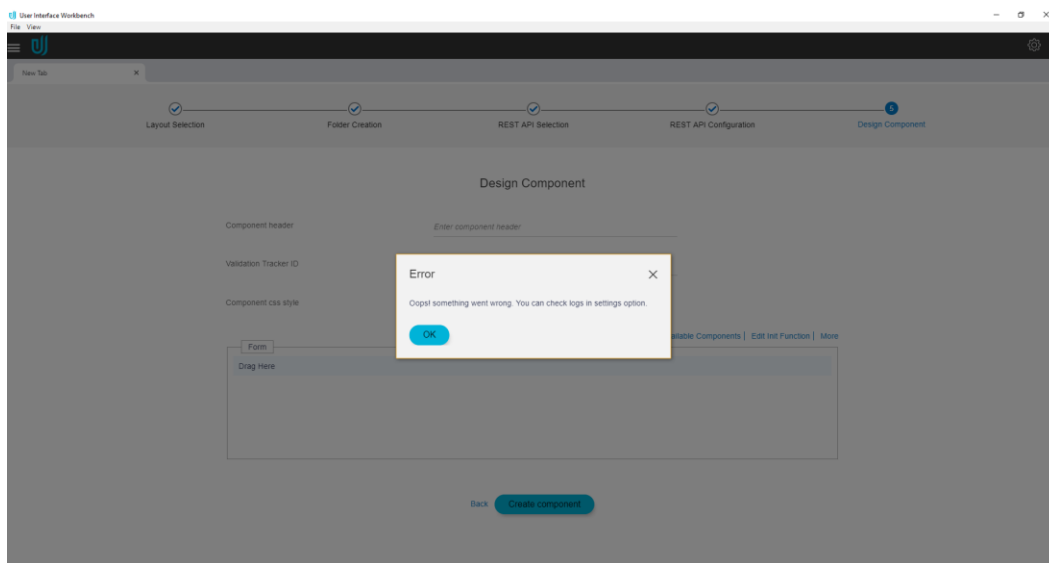 User Interface Workbench
File View
New Tab
Layout Selection
Folder Creation
REST API Selection
REST API Configuration
5
Design Component
Design Component
Component header
Enter component header
Validation Tracker ID
Error
Component css style
Oops! something went wrong. You can check logs in settings option.
OK
ailable Components | Edit Init Function | More
Form
Drag Here
Back
Create component